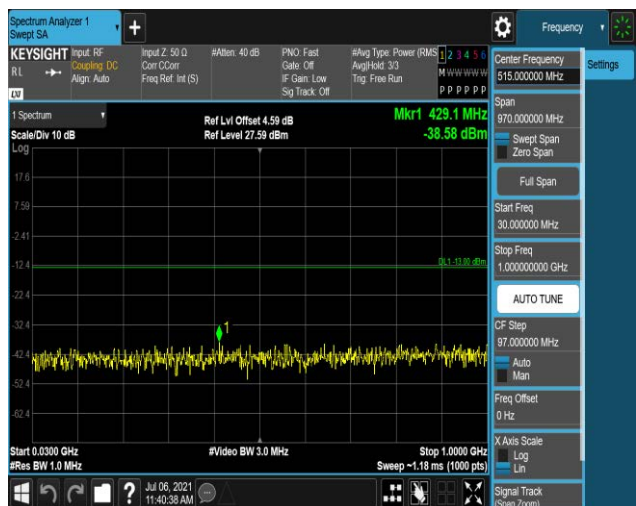 Spectrum Analyzer 1
Swept SA
Frequency
KEYSIGHT
RL
LXI
Input: RF
Coupling: DC
Align: Auto
Input Z: 50 Ω
Corr CCorr
Freq Ref: Int (S)
#Atten: 40 dB
PNO: Fast
Gate: Off
IF Gain: Low
Sig Track: Off
#Avg Type: Power (RMS
Avg|Hold: 3/3
Trig: Free Run
1 2 3 4 5 6
M W W W W W
P P P P P P
Center Frequency
515.000000 MHz
Settings
Span
970.000000 MHz
Swept Span
Zero Span
Full Span
Start Freq
30.000000 MHz
Stop Freq
1.000000000 GHz
AUTO TUNE
CF Step
97.000000 MHz
Auto
Man
Freq Offset
0 Hz
X Axis Scale
Log
Lin
Signal Track
(Span Zoom)
1 Spectrum
Scale/Div 10 dB
Log
Ref Lvl Offset 4.59 dB
Ref Level 27.59 dBm
Mkr1 429.1 MHz
-38.58 dBm
17.6
7.59
-2.41
-12.4
DL1 -13.00 dBm
-22.4
-32.4
1
-42.4
-52.4
-62.4
Start 0.0300 GHz
#Res BW 1.0 MHz
#Video BW 3.0 MHz
Stop 1.0000 GHz
Sweep ~1.18 ms (1000 pts)
Jul 06, 2021
11:40:38 AM